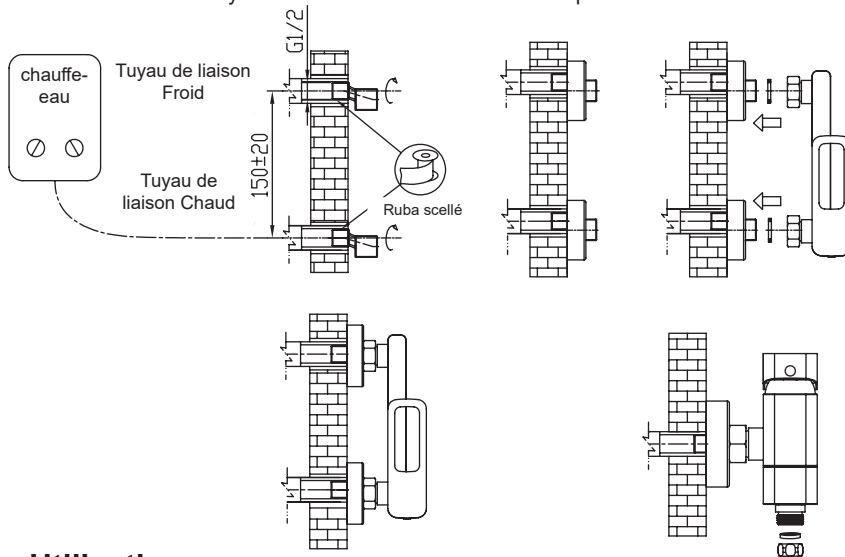 G1/2
chauffe-
eau
Tuyau de liaison
Froid
150±20
Tuyau de
liaison Chaud
Ruba scellé